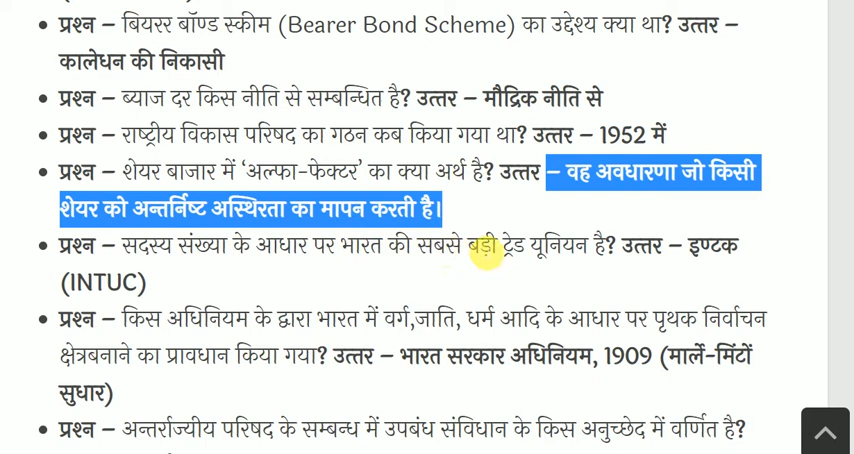 प्रश्न – बियरर बॉण्ड स्कीम (Bearer Bond Scheme) का उद्देश्य क्या था? उत्तर –
कालेधन की निकासी
प्रश्न – ब्याज दर किस नीति से सम्बन्धित है? उत्तर – मौद्रिक नीति से
प्रश्न – राष्ट्रीय विकास परिषद का गठन कब किया गया था? उत्तर – 1952 में
प्रश्न – शेयर बाजार में ‘अल्फा-फेक्टर’ का क्या अर्थ है? उत्तर – वह अवधारणा जो किसी
शेयर को अन्तर्निष्ट अस्थिरता का मापन करती है।
प्रश्न – सदस्य संख्या के आधार पर भारत की सबसे बड़ी ट्रेड यूनियन है? उत्तर – इण्टक
(INTUC)
प्रश्न – किस अधिनियम के द्वारा भारत में वर्ग,जाति, धर्म आदि के आधार पर पृथक निर्वाचन
क्षेत्रबनाने का प्रावधान किया गया? उत्तर – भारत सरकार अधिनियम, 1909 (मार्ले-मिंटों
सुधार)
प्रश्न – अन्तर्राज्यीय परिषद के सम्बन्ध में उपबंध संविधान के किस अनुच्छेद में वर्णित है?